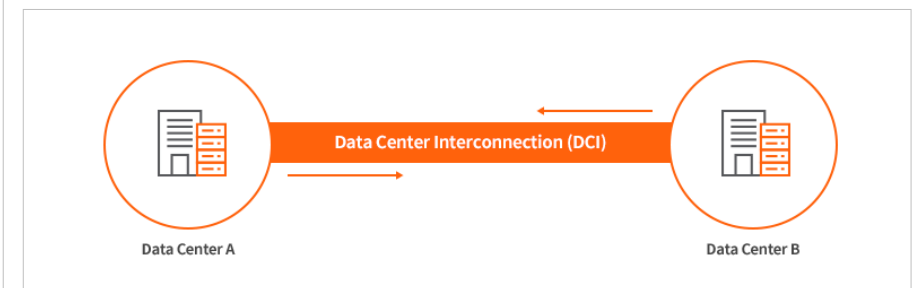 Data Center Interconnection (DCI)
Data Center A
Data Center B